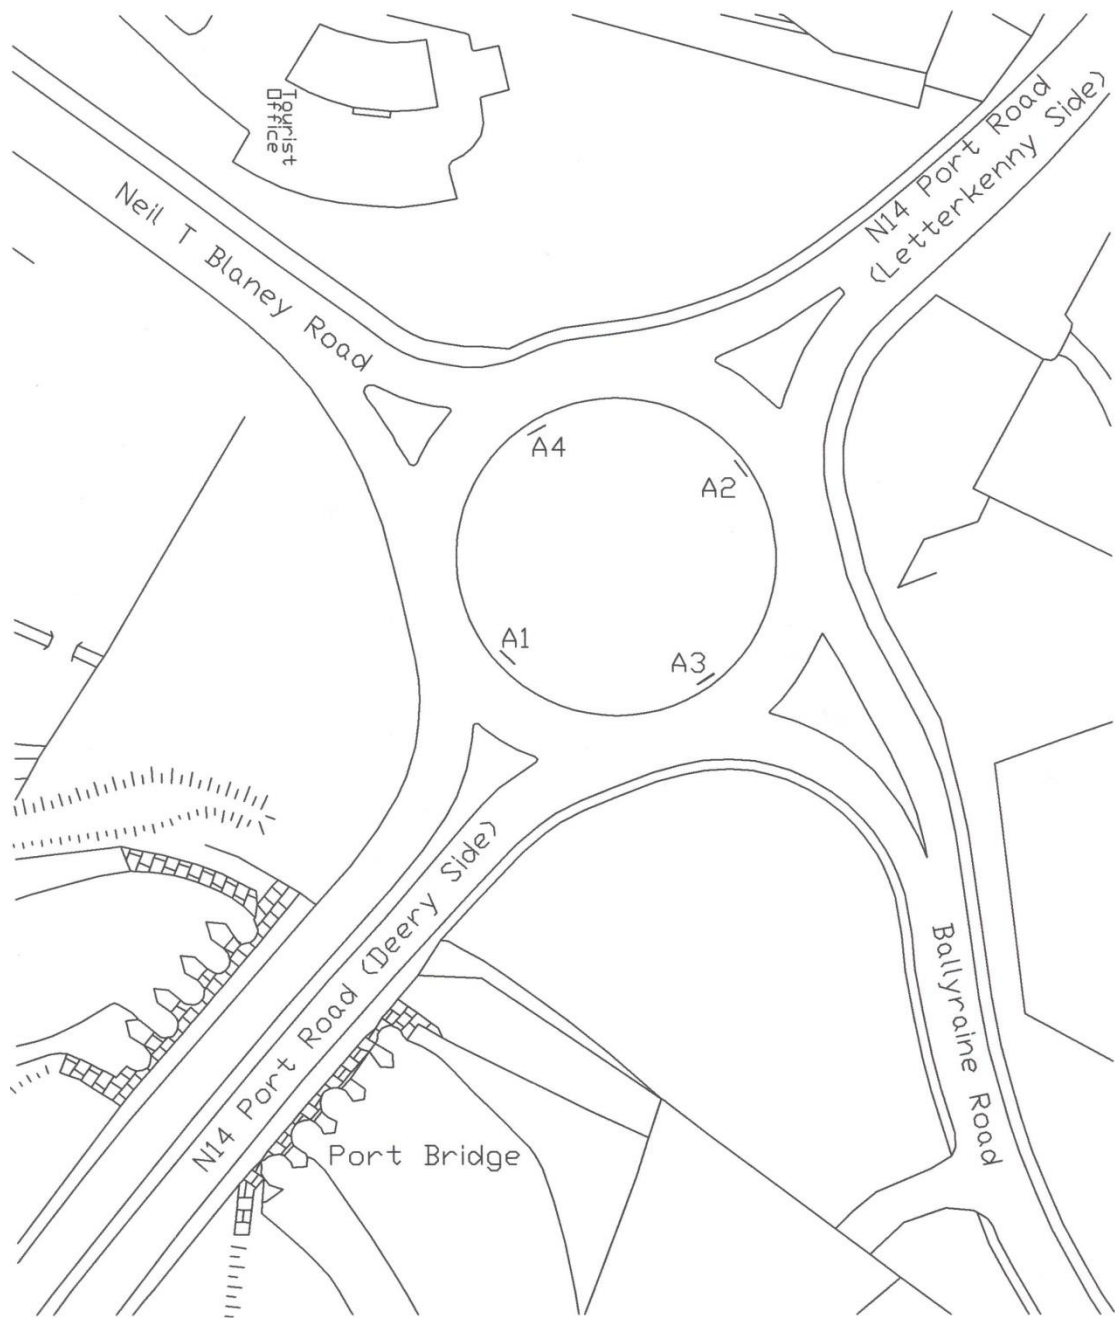 Tourist
Office
N14 Port Road
(Letterkenny Side)
Neil T Blaney Road
A4
A2
A1
A3
N14 Port Road (Deery Side)
Ballyraine Road
Port Bridge